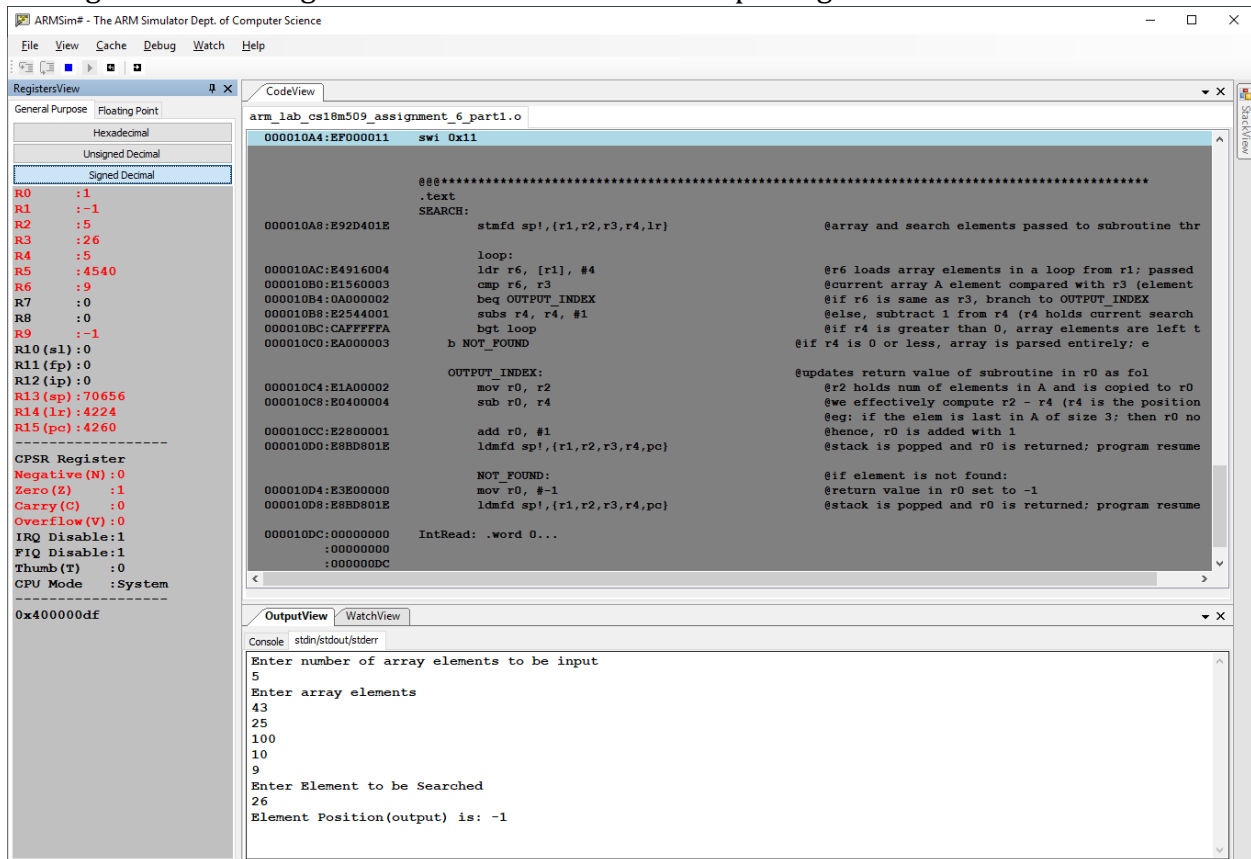 ARMSim# - The ARM Simulator Dept. of Computer Science
File View Cache Debug Watch Help
RegistersView
General Purpose Floating Point
Hexadecimal
Unsigned Decimal
Signed Decimal
R0 :1
R1 :-1
R2 :5
R3 :26
R4 :5
R5 :4540
R6 :9
R7 :0
R8 :0
R9 :-1
R10(sl):0
R11(fp):0
R12(ip):0
R13(sp):70656
R14(lr):4224
R15(pc):4260
------------------
CPSR Register
Negative(N):0
Zero(Z) :1
Carry(C) :0
Overflow(V):0
IRQ Disable:1
FIQ Disable:1
Thumb(T) :0
CPU Mode :System
------------------
0x400000df
CodeView
arm_lab_cs18m509_assignment_6_part1.o
000010A4:EF000011 swi 0x11
@@@************************************************************************************************
.text
SEARCH:
000010A8:E92D401E stmfd sp!,{r1,r2,r3,r4,lr} @array and search elements passed to subroutine thr
loop:
000010AC:E4916004 ldr r6, [r1], #4 @r6 loads array elements in a loop from r1; passed
000010B0:E1560003 cmp r6, r3 @current array A element compared with r3 (element
000010B4:0A000002 beq OUTPUT_INDEX @if r6 is same as r3, branch to OUTPUT_INDEX
000010B8:E2544001 subs r4, r4, #1 @else, subtract 1 from r4 (r4 holds current search
000010BC:CAFFFFFA bgt loop @if r4 is greater than 0, array elements are left t
000010C0:EA000003 b NOT_FOUND @if r4 is 0 or less, array is parsed entirely; e
OUTPUT_INDEX: @updates return value of subroutine in r0 as fol
000010C4:E1A00002 mov r0, r2 @r2 holds num of elements in A and is copied to r0
000010C8:E0400004 sub r0, r4 @we effectively compute r2 - r4 (r4 is the position
@eg: if the elem is last in A of size 3; then r0 no
000010CC:E2800001 add r0, #1 @hence, r0 is added with 1
000010D0:E8BD801E ldmfd sp!,{r1,r2,r3,r4,pc} @stack is popped and r0 is returned; program resume
NOT_FOUND: @if element is not found:
000010D4:E3E00000 mov r0, #-1 @return value in r0 set to -1
000010D8:E8BD801E ldmfd sp!,{r1,r2,r3,r4,pc} @stack is popped and r0 is returned; program resume
000010DC:00000000 IntRead: .word 0...
:00000000
:000000DC
StackView
OutputView WatchView
Console stdin/stdout/stderr
Enter number of array elements to be input
5
Enter array elements
43
25
100
10
9
Enter Element to be Searched
26
Element Position(output) is: -1